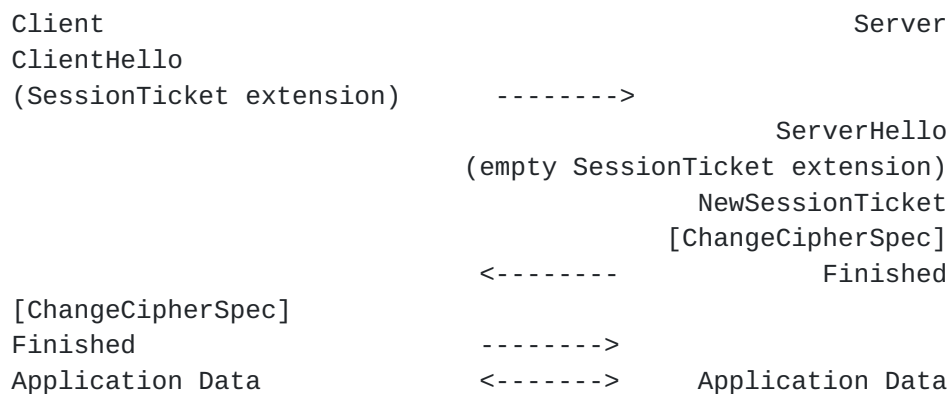 Client Server
ClientHello
(SessionTicket extension) -------->
ServerHello
(empty SessionTicket extension)
NewSessionTicket
[ChangeCipherSpec]
<-------- Finished
[ChangeCipherSpec]
Finished -------->
Application Data <-------> Application Data